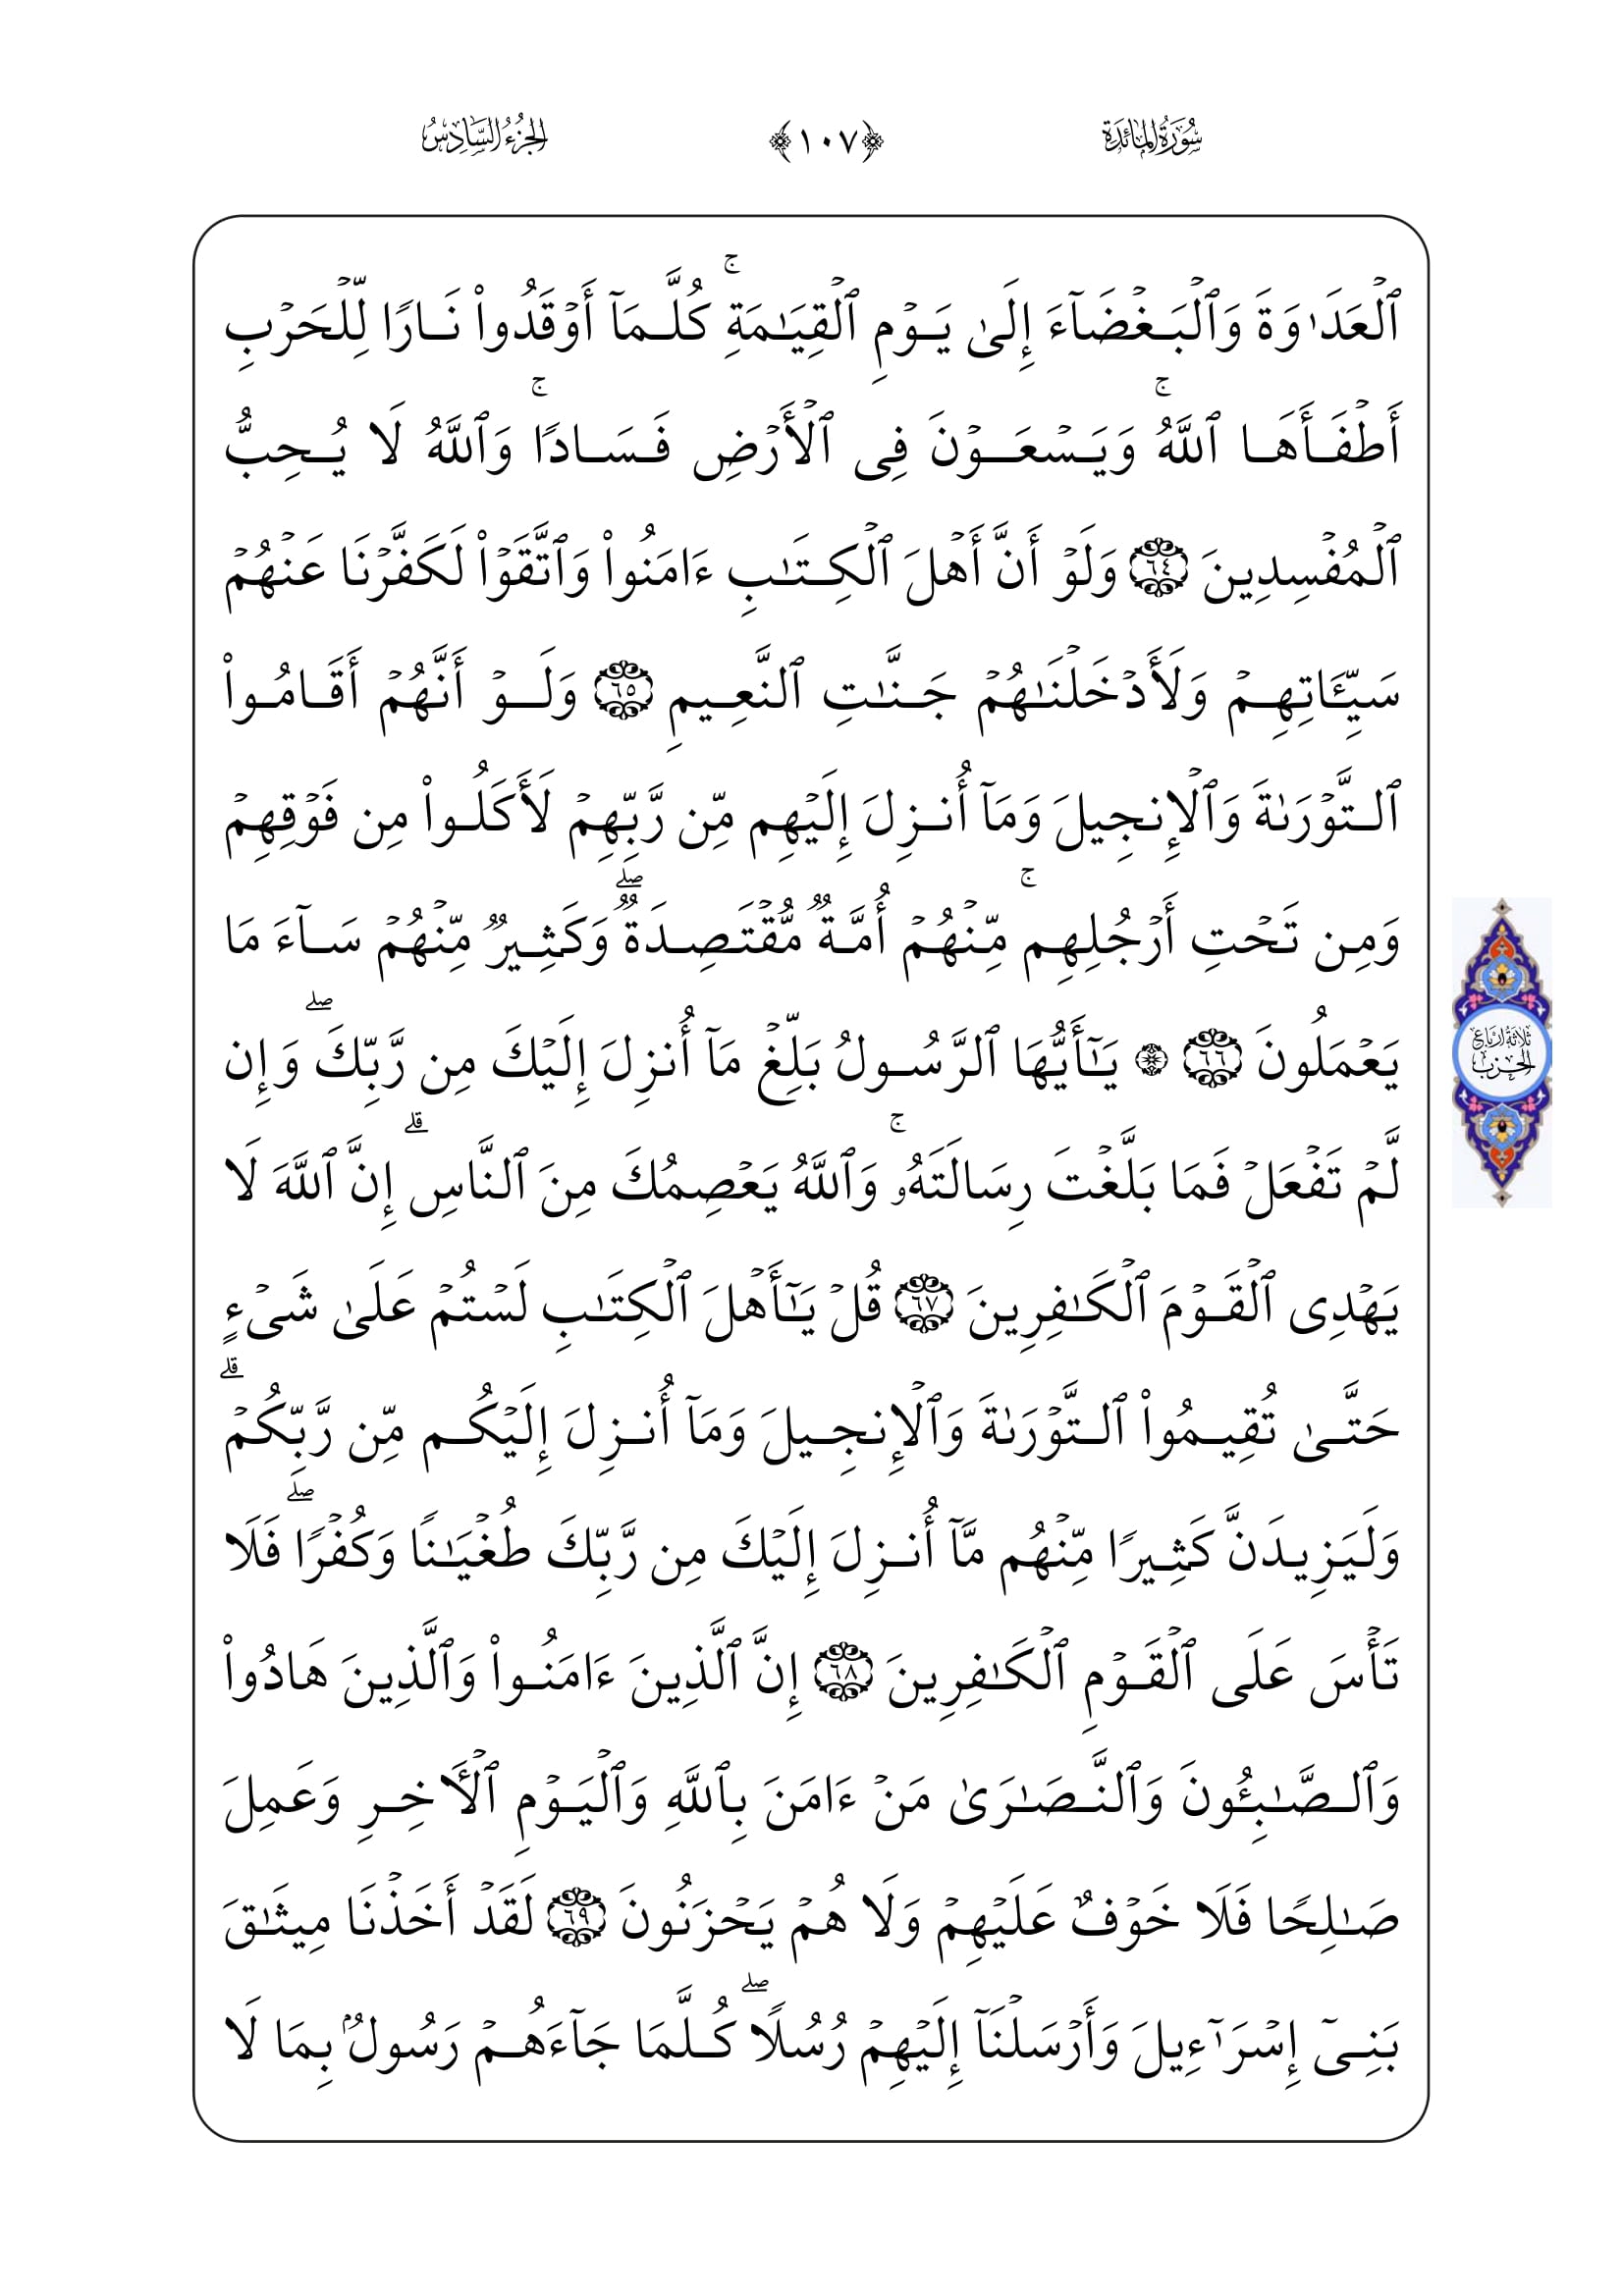 سُورَةُ المَائدَة
﴿١٠٧﴾
الجُزءُ السَّادِسُ
ٱلۡعَدَٰوَةَ وَٱلۡبَغۡضَآءَ إِلَىٰ يَوۡمِ ٱلۡقِيَٰمَةِۚ كُلَّمَآ أَوۡقَدُواْ نَارًا لِّلۡحَرۡبِ
أَطۡفَأَهَا ٱللَّهُۚ وَيَسۡعَوۡنَ فِى ٱلۡأَرۡضِ فَسَادًاۚ وَٱللَّهُ لَا يُحِبُّ
ٱلۡمُفۡسِدِينَ ٦٤ وَلَوۡ أَنَّ أَهۡلَ ٱلۡكِتَٰبِ ءَامَنُواْ وَٱتَّقَوۡاْ لَكَفَّرۡنَا عَنۡهُمۡ
سَيِّـَٔاتِهِمۡ وَلَأَدۡخَلۡنَٰهُمۡ جَنَّٰتِ ٱلنَّعِيمِ ٦٥ وَلَوۡ أَنَّهُمۡ أَقَامُواْ
ٱلتَّوۡرَىٰةَ وَٱلۡإِنجِيلَ وَمَآ أُنزِلَ إِلَيۡهِم مِّن رَّبِّهِمۡ لَأَكَلُواْ مِن فَوۡقِهِمۡ
وَمِن تَحۡتِ أَرۡجُلِهِمۚ مِّنۡهُمۡ أُمَّةٞ مُّقۡتَصِدَةٞۖ وَكَثِيرٞ مِّنۡهُمۡ سَآءَ مَا
يَعۡمَلُونَ ٦٦ ۞ يَٰٓأَيُّهَا ٱلرَّسُولُ بَلِّغۡ مَآ أُنزِلَ إِلَيۡكَ مِن رَّبِّكَۖ وَإِن
لَّمۡ تَفۡعَلۡ فَمَا بَلَّغۡتَ رِسَالَتَهُۥۚ وَٱللَّهُ يَعۡصِمُكَ مِنَ ٱلنَّاسِۗ إِنَّ ٱللَّهَ لَا
يَهۡدِى ٱلۡقَوۡمَ ٱلۡكَٰفِرِينَ ٦٧ قُلۡ يَٰٓأَهۡلَ ٱلۡكِتَٰبِ لَسۡتُمۡ عَلَىٰ شَىۡءٍ
حَتَّىٰ تُقِيمُواْ ٱلتَّوۡرَىٰةَ وَٱلۡإِنجِيلَ وَمَآ أُنزِلَ إِلَيۡكُم مِّن رَّبِّكُمۡۗ
وَلَيَزِيدَنَّ كَثِيرًا مِّنۡهُم مَّآ أُنزِلَ إِلَيۡكَ مِن رَّبِّكَ طُغۡيَٰنًا وَكُفۡرًاۖ فَلَا
تَأۡسَ عَلَى ٱلۡقَوۡمِ ٱلۡكَٰفِرِينَ ٦٨ إِنَّ ٱلَّذِينَ ءَامَنُواْ وَٱلَّذِينَ هَادُواْ
وَٱلصَّٰبِـُٔونَ وَٱلنَّصَٰرَىٰ مَنۡ ءَامَنَ بِٱللَّهِ وَٱلۡيَوۡمِ ٱلۡأَٓخِرِ وَعَمِلَ
صَٰلِحًا فَلَا خَوۡفٌ عَلَيۡهِمۡ وَلَا هُمۡ يَحۡزَنُونَ ٦٩ لَقَدۡ أَخَذۡنَا مِيثَٰقَ
بَنِىٓ إِسۡرَٰٓءِيلَ وَأَرۡسَلۡنَآ إِلَيۡهِمۡ رُسُلًاۖ كُلَّمَا جَآءَهُمۡ رَسُولُۢ بِمَا لَا
ثلاثة أرباع
الحزب